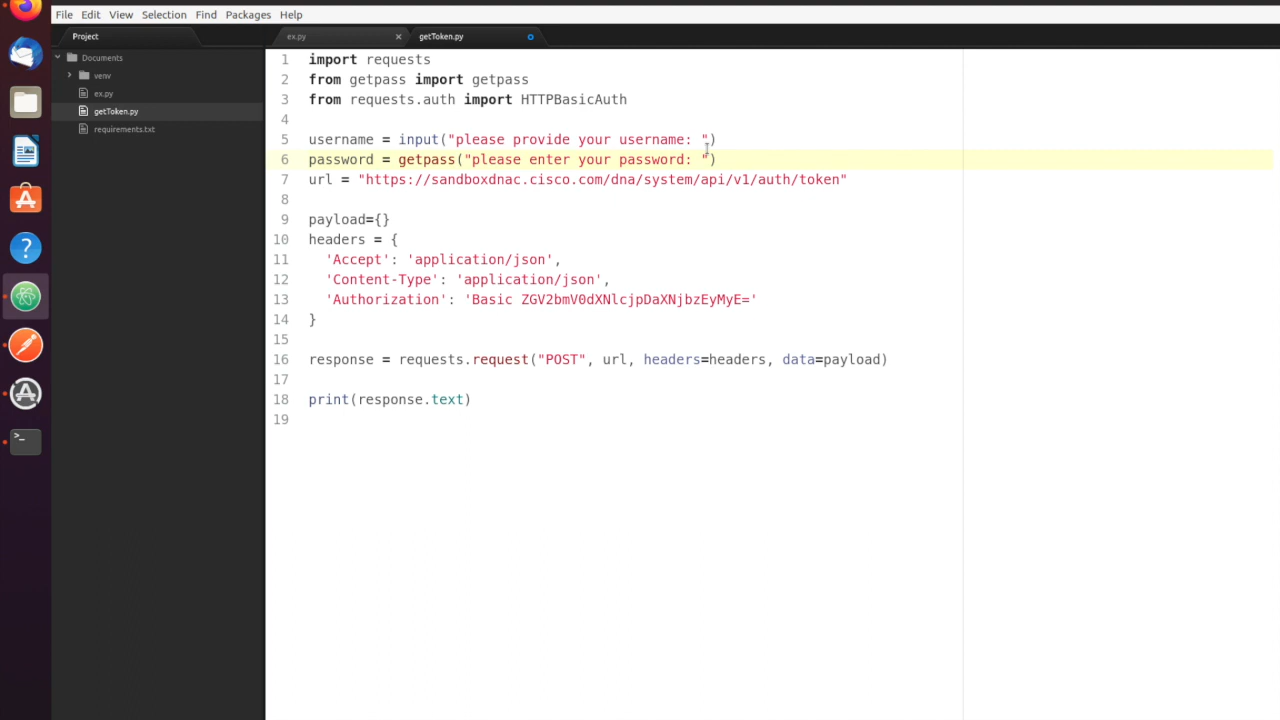 File Edit View Selection Find Packages Help
Project
ex.py
getToken.py
Documents
venv
ex.py
getToken.py
requirements.txt
1 import requests
2 from getpass import getpass
3 from requests.auth import HTTPBasicAuth
4
5 username = input("please provide your username: ")
6 password = getpass("please enter your password: ")
7 url = "https://sandboxdnac.cisco.com/dna/system/api/v1/auth/token"
8
9 payload={}
10 headers = {
11 'Accept': 'application/json',
12 'Content-Type': 'application/json',
13 'Authorization': 'Basic ZGV2bmV0dXNlcjpDaXNjbzEyMyE='
14 }
15
16 response = requests.request("POST", url, headers=headers, data=payload)
17
18 print(response.text)
19